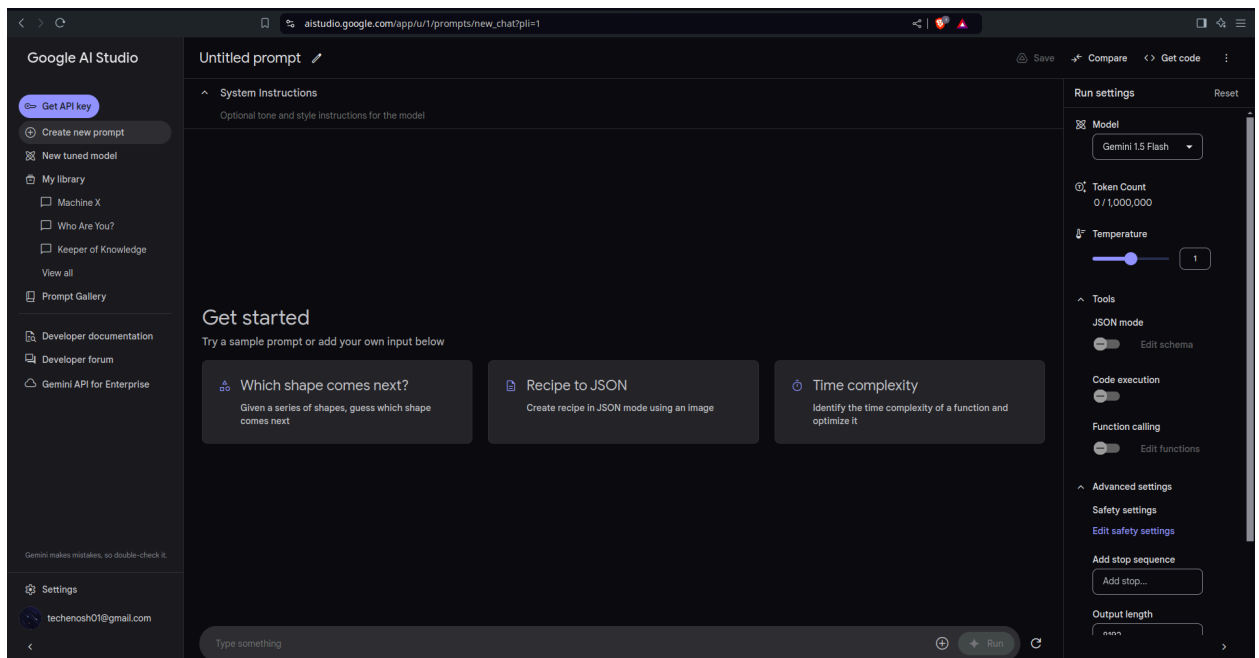 aistudio.google.com/app/u/1/prompts/new_chat?pli=1
Google AI Studio
Get API key
Create new prompt
New tuned model
My library
Machine X
Who Are You?
Keeper of Knowledge
View all
Prompt Gallery
Developer documentation
Developer forum
Gemini API for Enterprise
Gemini makes mistakes, so double-check it.
Settings
techenosh01@gmail.com
Untitled prompt
Save
Compare
Get code
System Instructions
Optional tone and style instructions for the model
Get started
Try a sample prompt or add your own input below
Which shape comes next?
Given a series of shapes, guess which shape
comes next
Recipe to JSON
Create recipe in JSON mode using an image
Time complexity
Identify the time complexity of a function and
optimize it
Type something
Run
Run settings
Reset
Model
Gemini 1.5 Flash
Token Count
0 / 1,000,000
Temperature
1
Tools
JSON mode
Edit schema
Code execution
Function calling
Edit functions
Advanced settings
Safety settings
Edit safety settings
Add stop sequence
Add stop...
Output length
8192